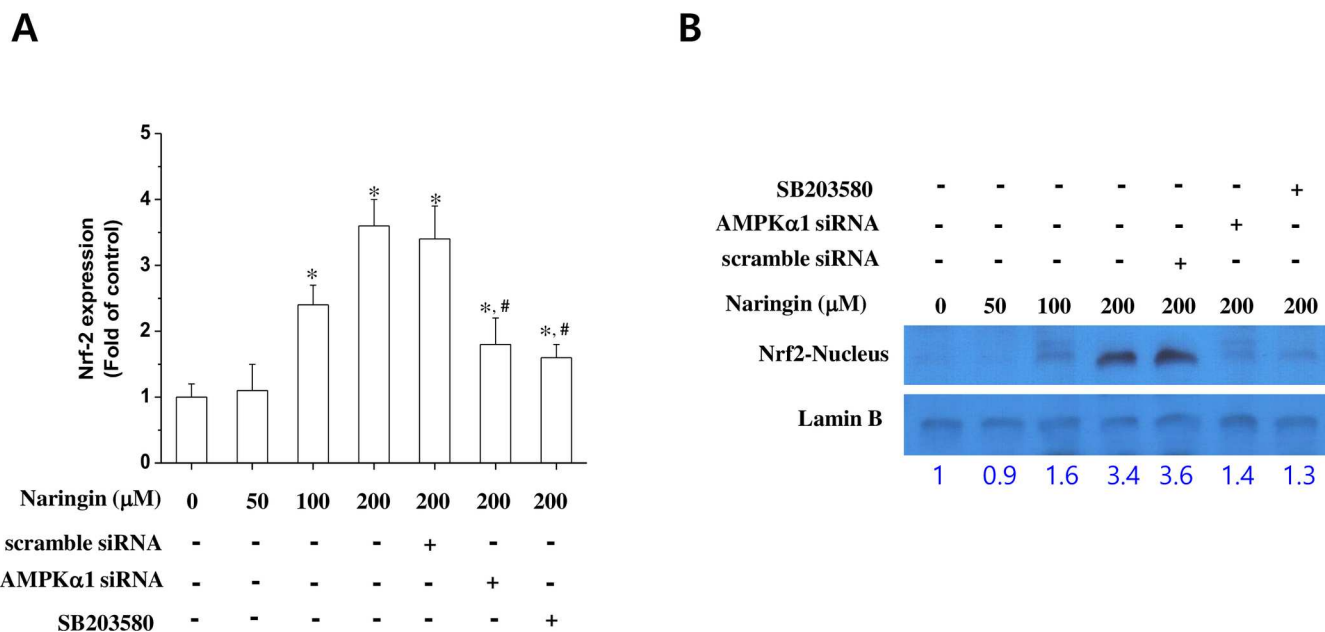 A
5
4
3
2
1
0
Nrf-2 expression
(Fold of control)
*
*
*
*, #
*, #
Naringin (μM) 0 50 100 200 200 200 200
scramble siRNA - - - - + - -
AMPKα1 siRNA - - - - - + -
SB203580 - - - - - - +
B
SB203580 - - - - - - +
AMPKα1 siRNA - - - - - + -
scramble siRNA - - - - + - -
Naringin (μM) 0 50 100 200 200 200 200
Nrf2-Nucleus
Lamin B
1 0.9 1.6 3.4 3.6 1.4 1.3